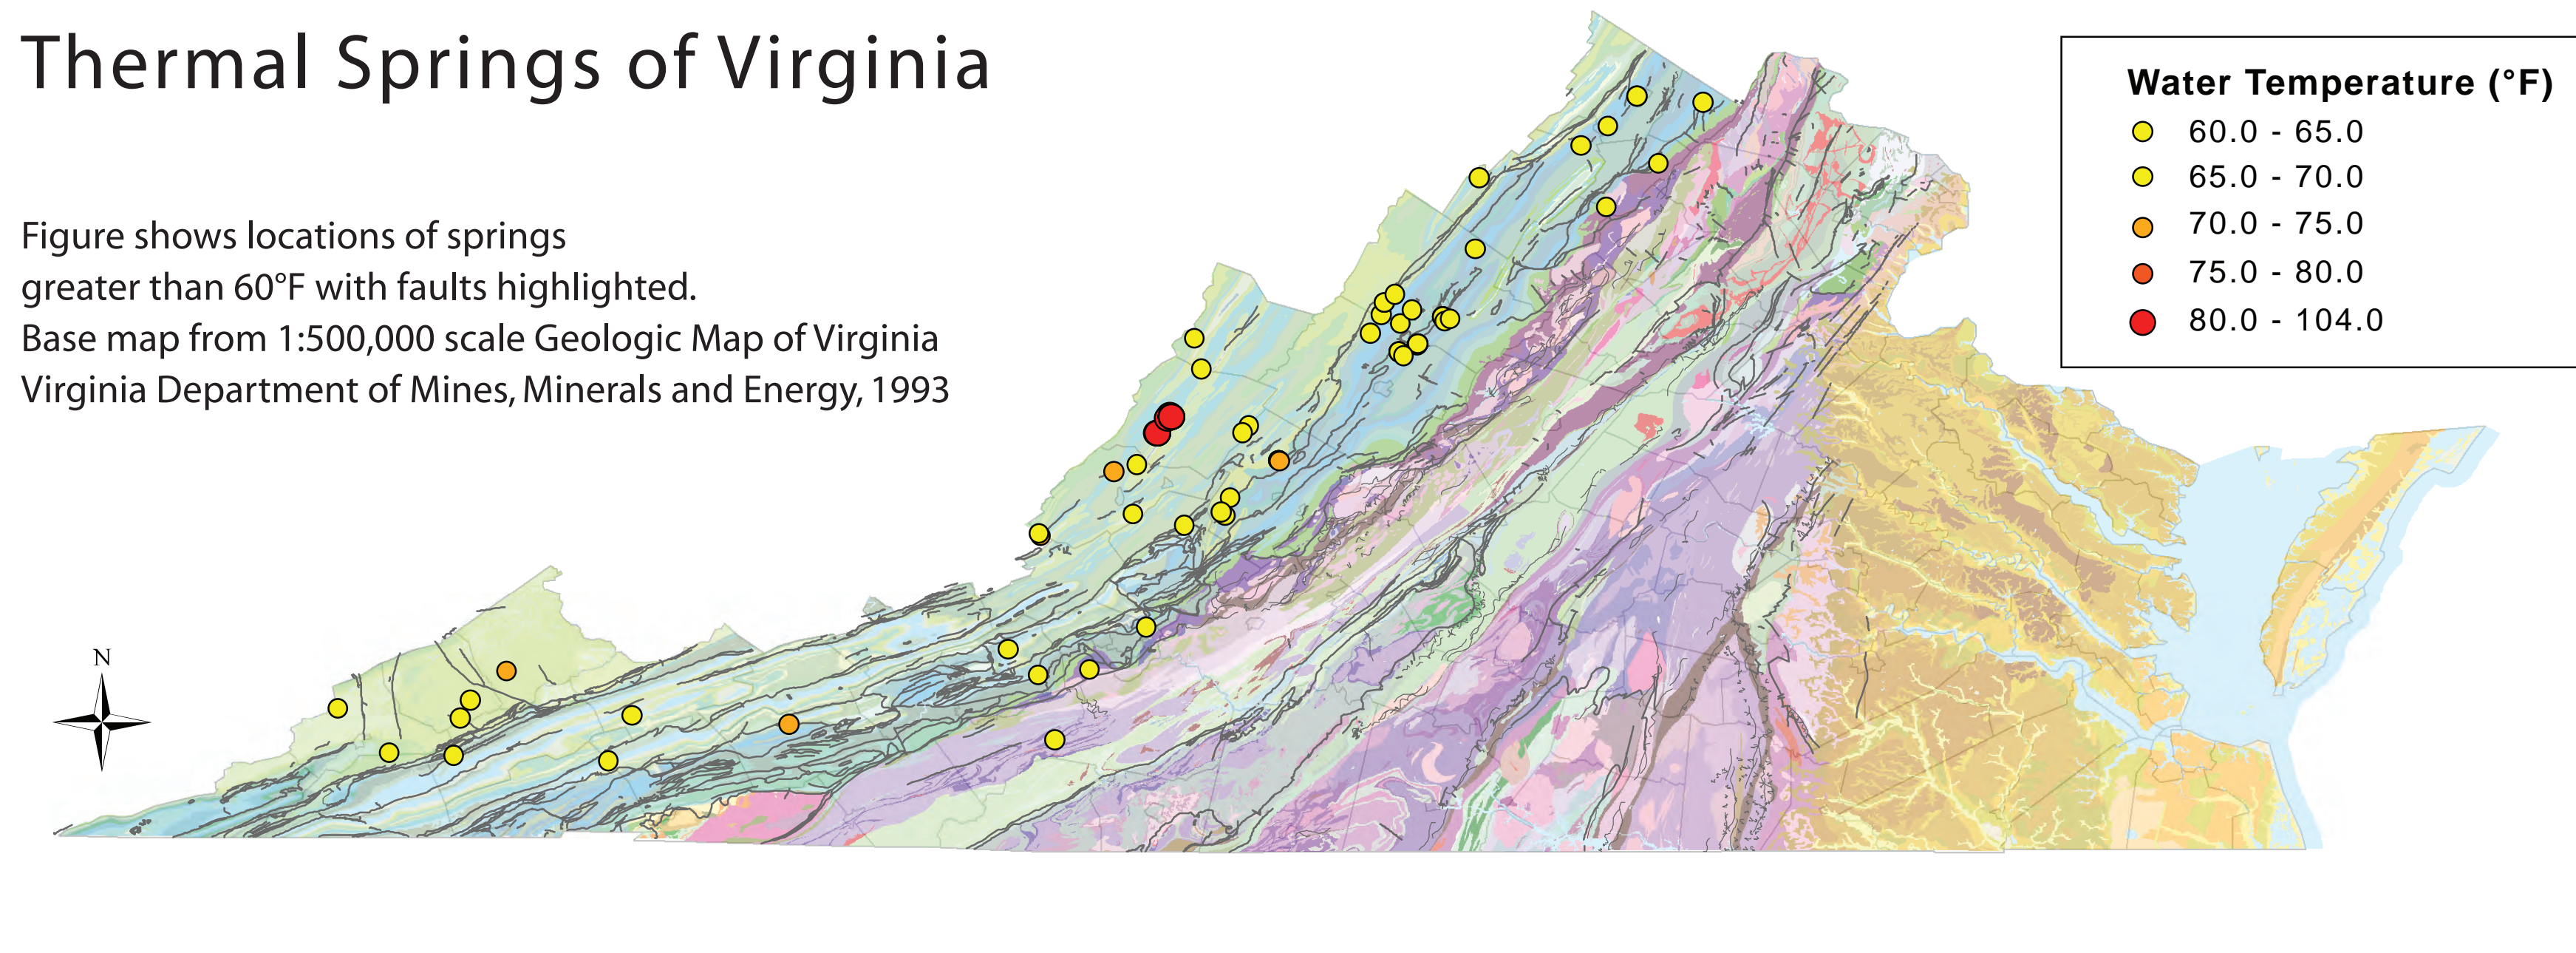 Thermal Springs of Virginia
Figure shows locations of springs
greater than 60°F with faults highlighted.
Base map from 1:500,000 scale Geologic Map of Virginia
Virginia Department of Mines, Minerals and Energy, 1993
Water Temperature (°F)
60.0 - 65.0
65.0 - 70.0
70.0 - 75.0
75.0 - 80.0
80.0 - 104.0
N